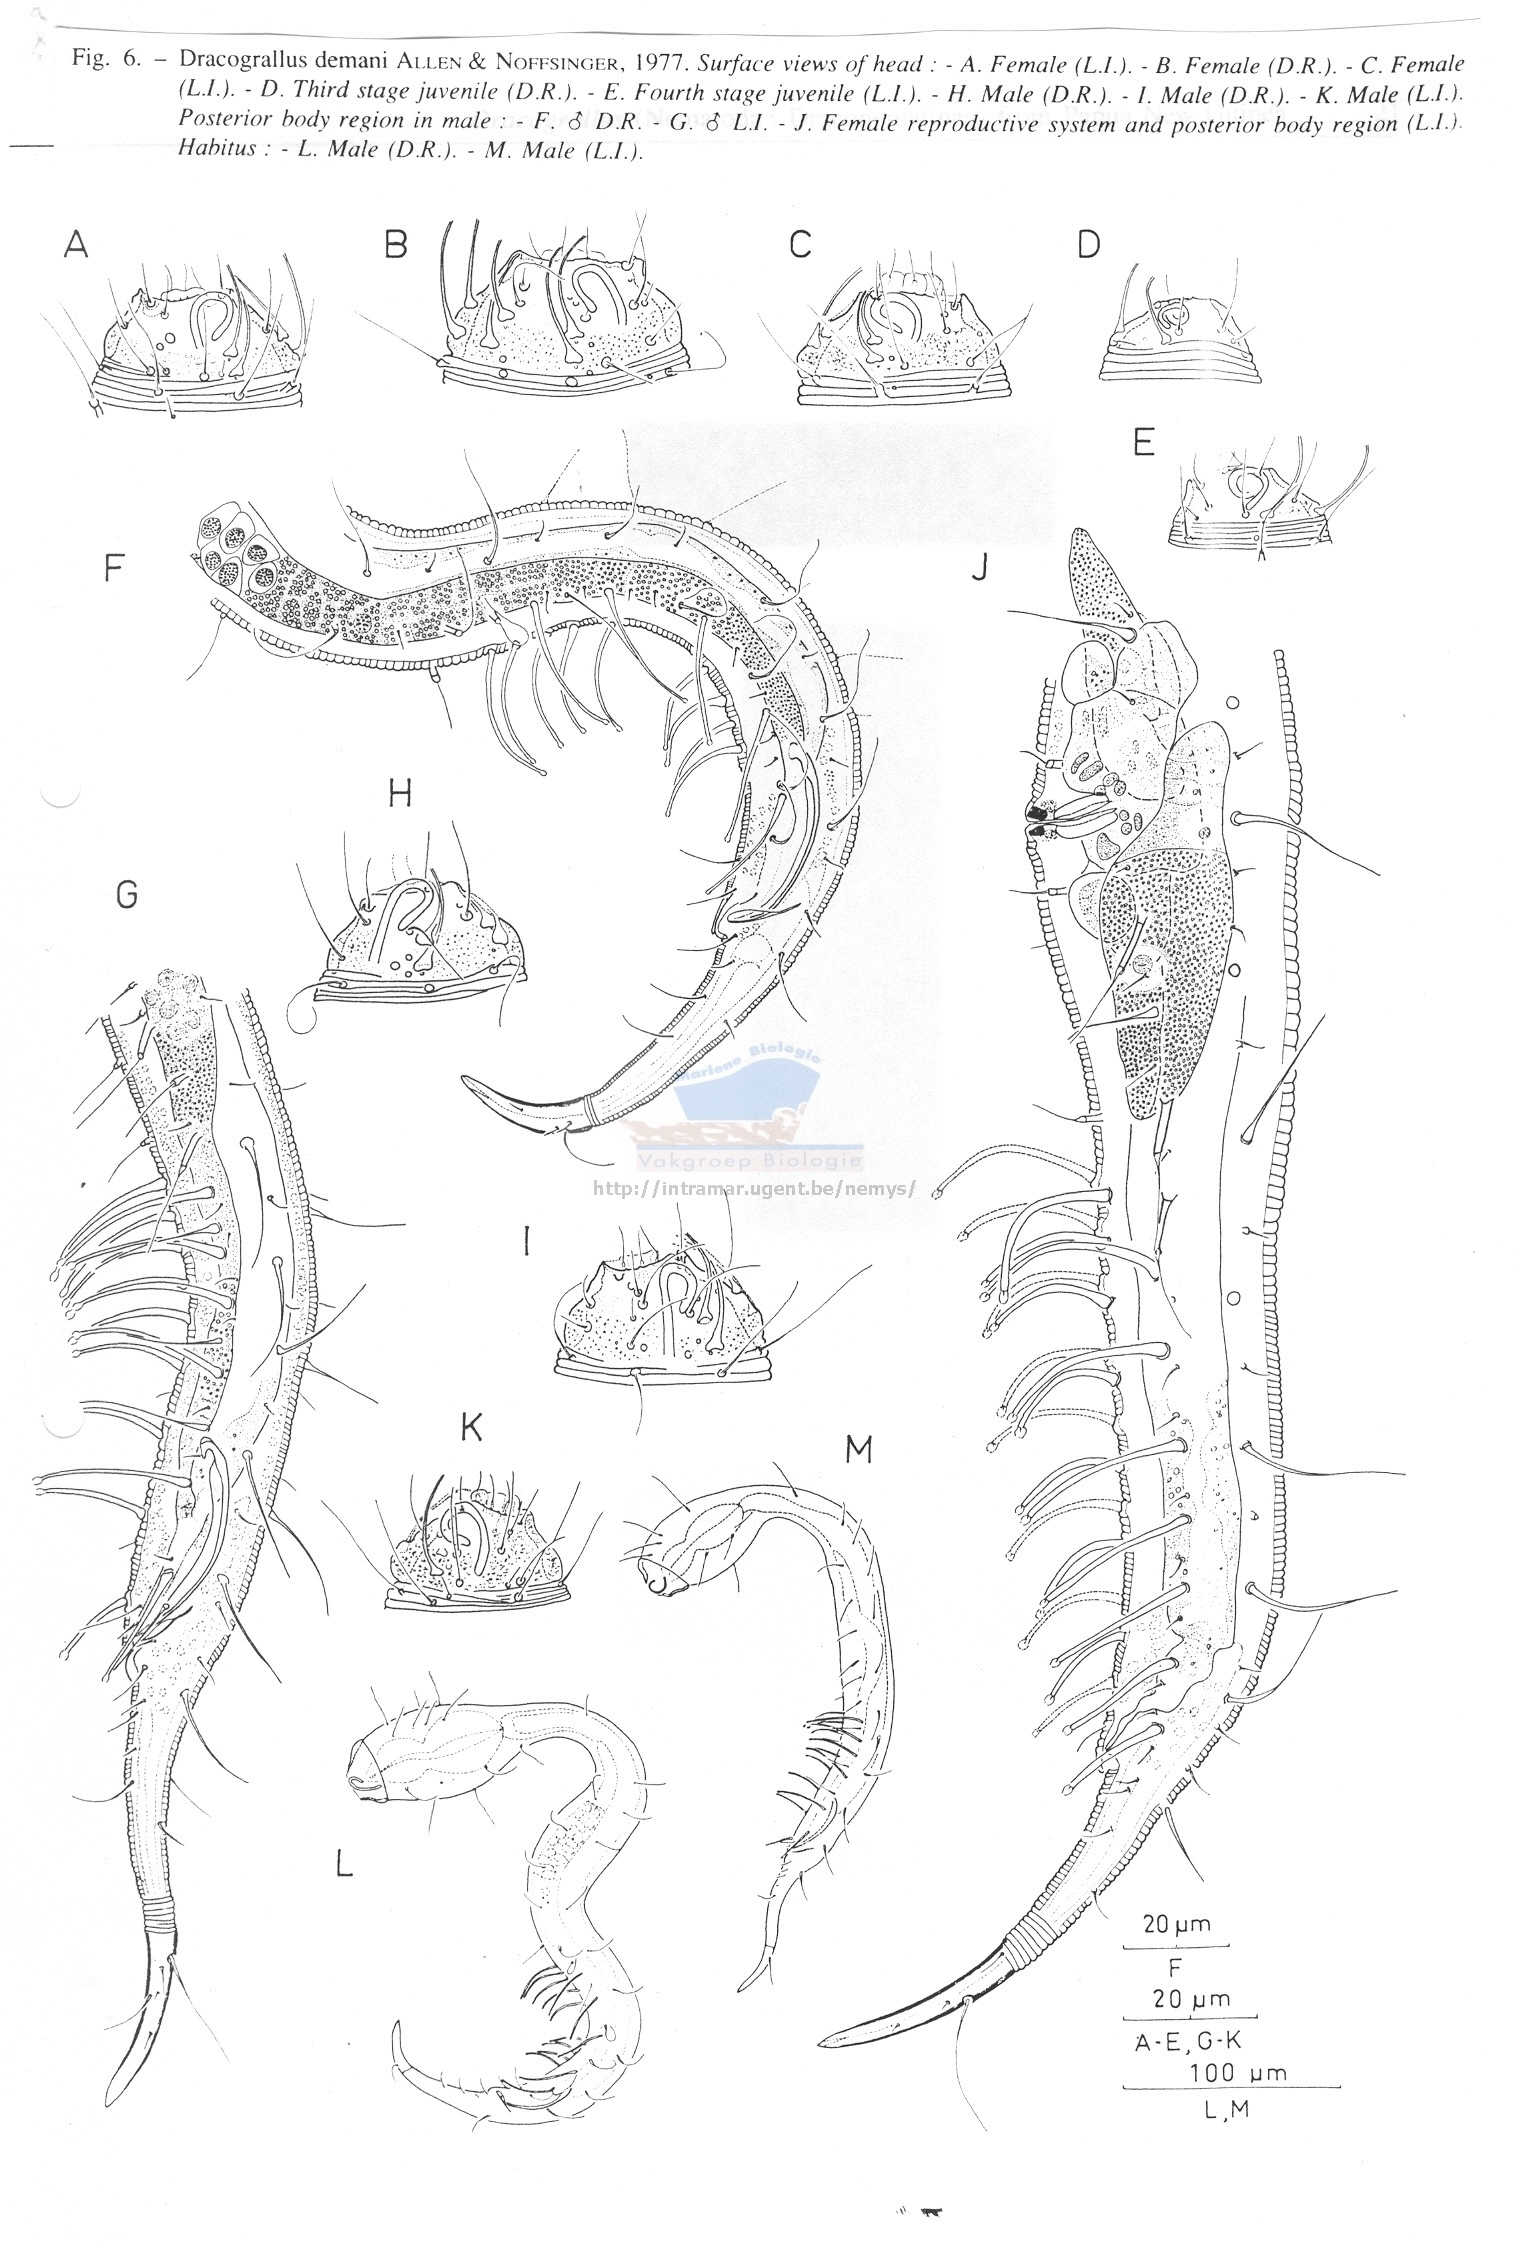 Fig. 6. – Dracograllus demani ALLEN & NOFFSINGER, 1977. Surface views of head : - A. Female (L.I.). - B. Female (D.R.). - C. Female
(L.I.). - D. Third stage juvenile (D.R.). - E. Fourth stage juvenile (L.I.). - H. Male (D.R.). - I. Male (D.R.). - K. Male (L.I.).
Posterior body region in male : - F. ♂ D.R. - G. ♂ L.I. - J. Female reproductive system and posterior body region (L.I.).
Habitus : - L. Male (D.R.). - M. Male (L.I.).
A
B
C
D
E
F
J
H
G
Mariene Biologie
Vakgroep Biologie
http://intramar.ugent.be/nemys/
I
K
M
L
20 µm
F
20 µm
A-E, G-K
100 µm
L, M